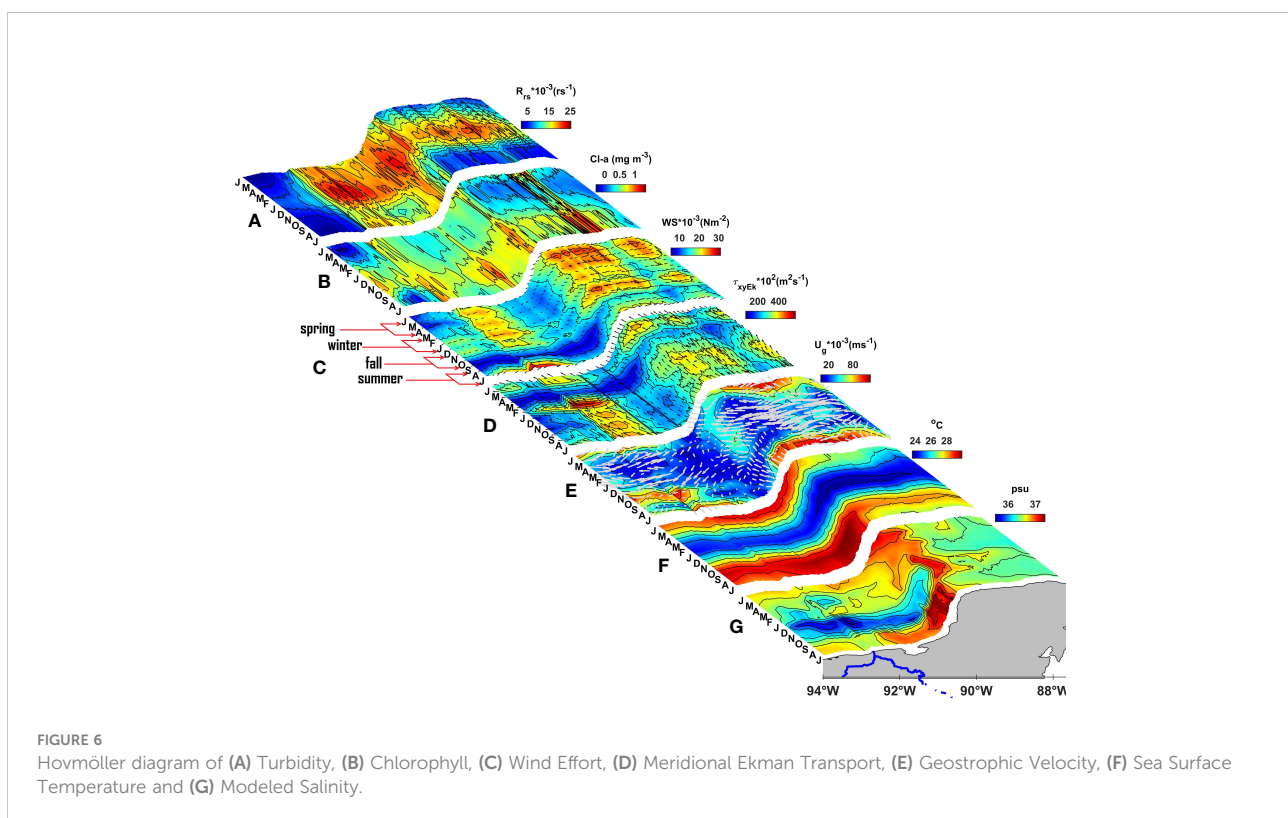 R_rs*10⁻³(rs⁻¹)
5 15 25
Cl-a (mg m⁻³)
0 0.5 1
WS*10⁻³(Nm⁻²)
10 20 30
τ_xyEk*10²(m²s⁻¹)
200 400
U_g*10⁻³(ms⁻¹)
20 80
°C
24 26 28
psu
36 37
J M A M F J D N O S A J
A
J M A M F J D N O S A J
B
J M A M F J D N O S A J
spring
winter
fall
summer
C
J M A M F J D N O S A J
D
J M A M F J D N O S A J
E
J M A M F J D N O S A J
F
J M A M F J D N O S A J
G
94°W 92°W 90°W 88°W
FIGURE 6
Hovmöller diagram of (A) Turbidity, (B) Chlorophyll, (C) Wind Effort, (D) Meridional Ekman Transport, (E) Geostrophic Velocity, (F) Sea Surface
Temperature and (G) Modeled Salinity.